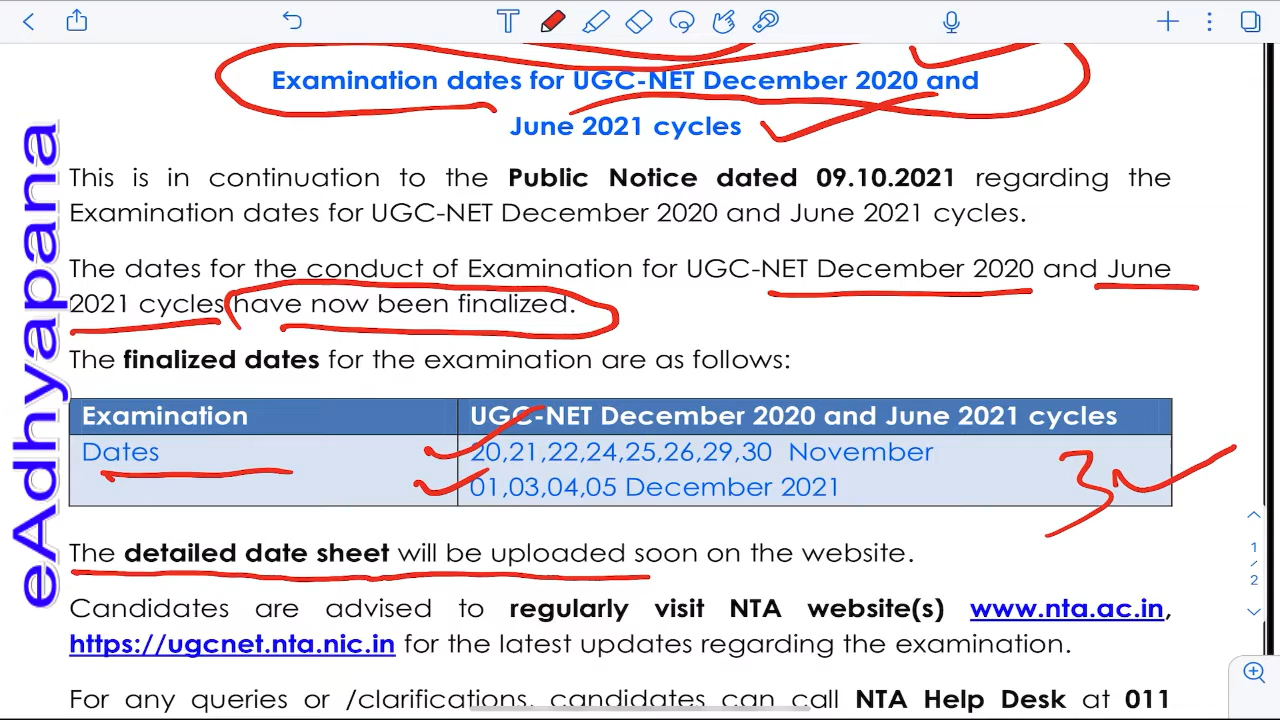 Examination dates for UGC-NET December 2020 and
June 2021 cycles
This is in continuation to the Public Notice dated 09.10.2021 regarding the
Examination dates for UGC-NET December 2020 and June 2021 cycles.
The dates for the conduct of Examination for UGC-NET December 2020 and June
2021 cycles have now been finalized.
The finalized dates for the examination are as follows:
Examination UGC-NET December 2020 and June 2021 cycles
Dates 20,21,22,24,25,26,29,30 November
01,03,04,05 December 2021
3
The detailed date sheet will be uploaded soon on the website.
Candidates are advised to regularly visit NTA website(s) www.nta.ac.in,
https://ugcnet.nta.nic.in for the latest updates regarding the examination.
For any queries or /clarifications, candidates can call NTA Help Desk at 011
eAdhyapana
1
/
2